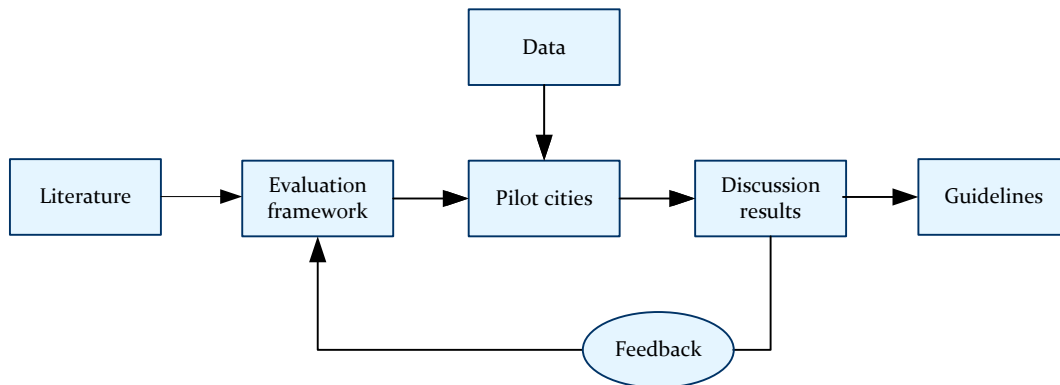 Data
Literature
Evaluation
framework
Pilot cities
Discussion
results
Guidelines
Feedback